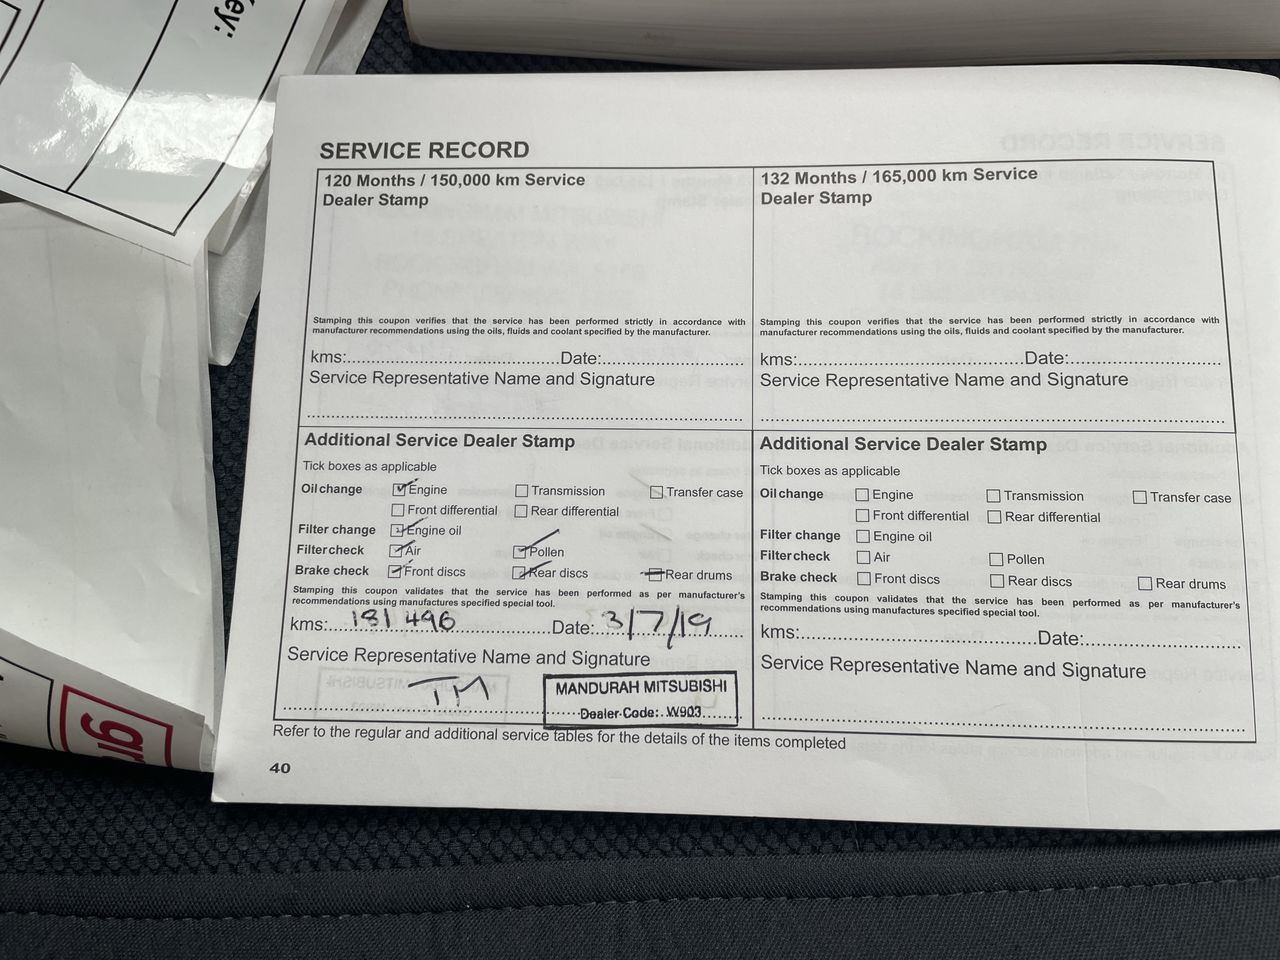 ey:
SERVICE RECORD
120 Months / 150,000 km Service
Dealer Stamp
Stamping this coupon verifies that the service has been performed strictly in accordance with
manufacturer recommendations using the oils, fluids and coolant specified by the manufacturer.
kms:..........Date:..........
Service Representative Name and Signature
132 Months / 165,000 km Service
Dealer Stamp
Stamping this coupon verifies that the service has been performed strictly in accordance with
manufacturer recommendations using the oils, fluids and coolant specified by the manufacturer.
kms:..........Date:..........
Service Representative Name and Signature
Additional Service Dealer Stamp
Tick boxes as applicable
Oil change Engine Transmission Transfer case
Front differential Rear differential
Filter change Engine oil
Filter check Air Pollen
Brake check Front discs Rear discs Rear drums
Stamping this coupon validates that the service has been performed as per manufacturer's
recommendations using manufactures specified special tool.
kms: 181 496 Date: 3/7/19
Service Representative Name and Signature
TM
MANDURAH MITSUBISHI
Dealer Code: W903
Additional Service Dealer Stamp
Tick boxes as applicable
Oil change Engine Transmission Transfer case
Front differential Rear differential
Filter change Engine oil
Filter check Air Pollen
Brake check Front discs Rear discs Rear drums
Stamping this coupon validates that the service has been performed as per manufacturer's
recommendations using manufactures specified special tool.
kms:..........Date:..........
Service Representative Name and Signature
Refer to the regular and additional service tables for the details of the items completed
40
gr